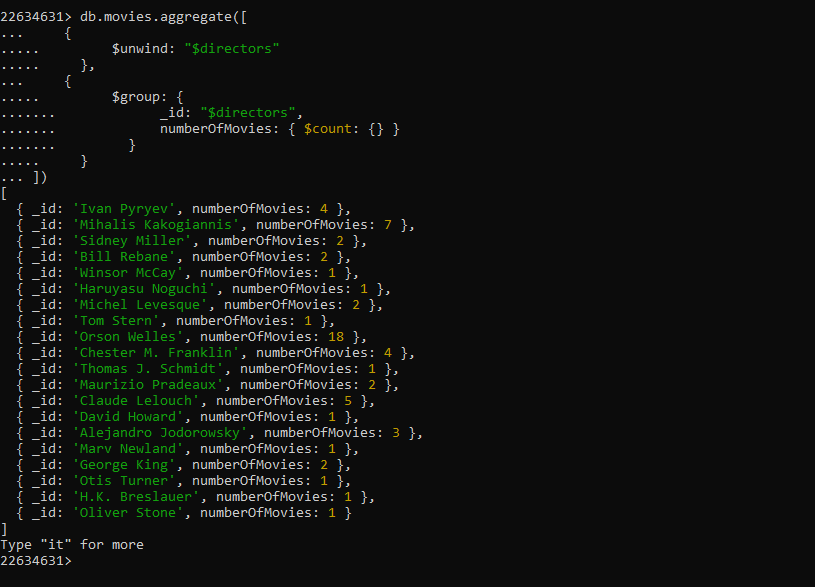 22634631> db.movies.aggregate([
... {
..... $unwind: "$directors"
..... },
... {
..... $group: {
....... _id: "$directors",
....... numberOfMovies: { $count: {} }
....... }
..... }
... ])
[
{ _id: 'Ivan Pyryev', numberOfMovies: 4 },
{ _id: 'Mihalis Kakogiannis', numberOfMovies: 7 },
{ _id: 'Sidney Miller', numberOfMovies: 2 },
{ _id: 'Bill Rebane', numberOfMovies: 2 },
{ _id: 'Winsor McCay', numberOfMovies: 1 },
{ _id: 'Haruyasu Noguchi', numberOfMovies: 1 },
{ _id: 'Michel Levesque', numberOfMovies: 2 },
{ _id: 'Tom Stern', numberOfMovies: 1 },
{ _id: 'Orson Welles', numberOfMovies: 18 },
{ _id: 'Chester M. Franklin', numberOfMovies: 4 },
{ _id: 'Thomas J. Schmidt', numberOfMovies: 1 },
{ _id: 'Maurizio Pradeaux', numberOfMovies: 2 },
{ _id: 'Claude Lelouch', numberOfMovies: 5 },
{ _id: 'David Howard', numberOfMovies: 1 },
{ _id: 'Alejandro Jodorowsky', numberOfMovies: 3 },
{ _id: 'Marv Newland', numberOfMovies: 1 },
{ _id: 'George King', numberOfMovies: 2 },
{ _id: 'Otis Turner', numberOfMovies: 1 },
{ _id: 'H.K. Breslauer', numberOfMovies: 1 },
{ _id: 'Oliver Stone', numberOfMovies: 1 }
]
Type "it" for more
22634631>